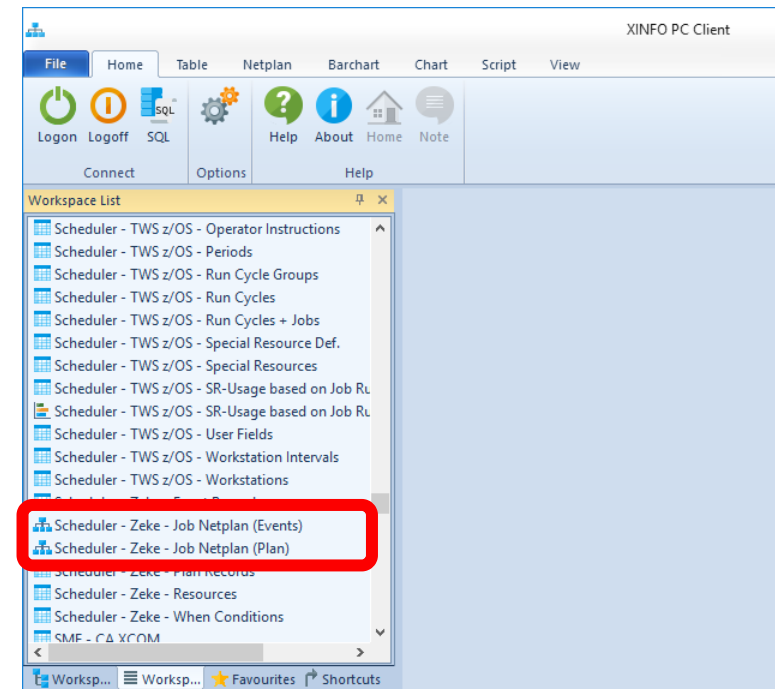 XINFO PC Client
File Home Table Netplan Barchart Chart Script View
SQL
Logon Logoff SQL Help About Home Note
Connect Options Help
Workspace List
Scheduler - TWS z/OS - Operator Instructions
Scheduler - TWS z/OS - Periods
Scheduler - TWS z/OS - Run Cycle Groups
Scheduler - TWS z/OS - Run Cycles
Scheduler - TWS z/OS - Run Cycles + Jobs
Scheduler - TWS z/OS - Special Resource Def.
Scheduler - TWS z/OS - Special Resources
Scheduler - TWS z/OS - SR-Usage based on Job Ru
Scheduler - TWS z/OS - SR-Usage based on Job Ru
Scheduler - TWS z/OS - User Fields
Scheduler - TWS z/OS - Workstation Intervals
Scheduler - TWS z/OS - Workstations
Scheduler - Zeke - Job Netplan (Events)
Scheduler - Zeke - Job Netplan (Plan)
Scheduler - Zeke - Plan Records
Scheduler - Zeke - Resources
Scheduler - Zeke - When Conditions
SMF - CA XCOM
Worksp... Worksp... Favourites Shortcuts